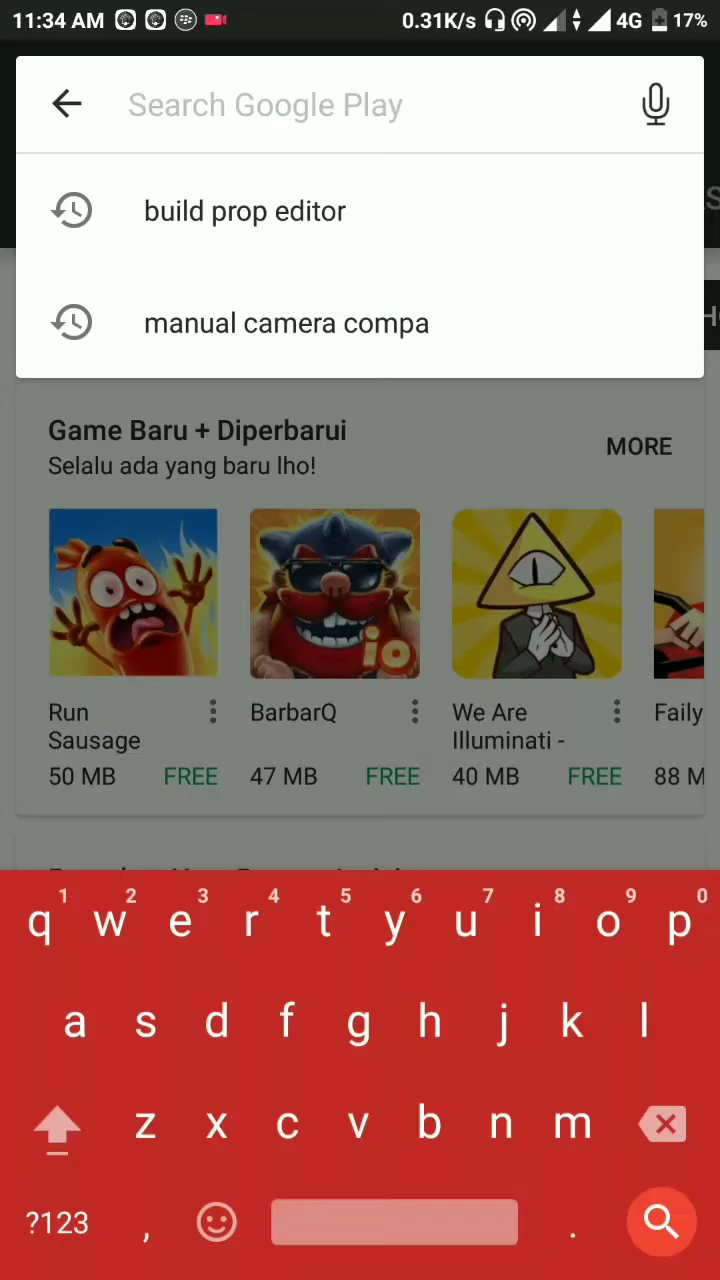 11:34 AM 0.31K/s 4G 17%
Search Google Play
build prop editor
manual camera compa
Game Baru + Diperbarui
MORE
Selalu ada yang baru lho!
io
Run Sausage
BarbarQ
We Are Illuminati -
Faily
50 MB FREE
47 MB FREE
40 MB FREE
88 M
1 2 3 4 5 6 7 8 9 0
q w e r t y u i o p
a s d f g h j k l
z x c v b n m
?123 , .